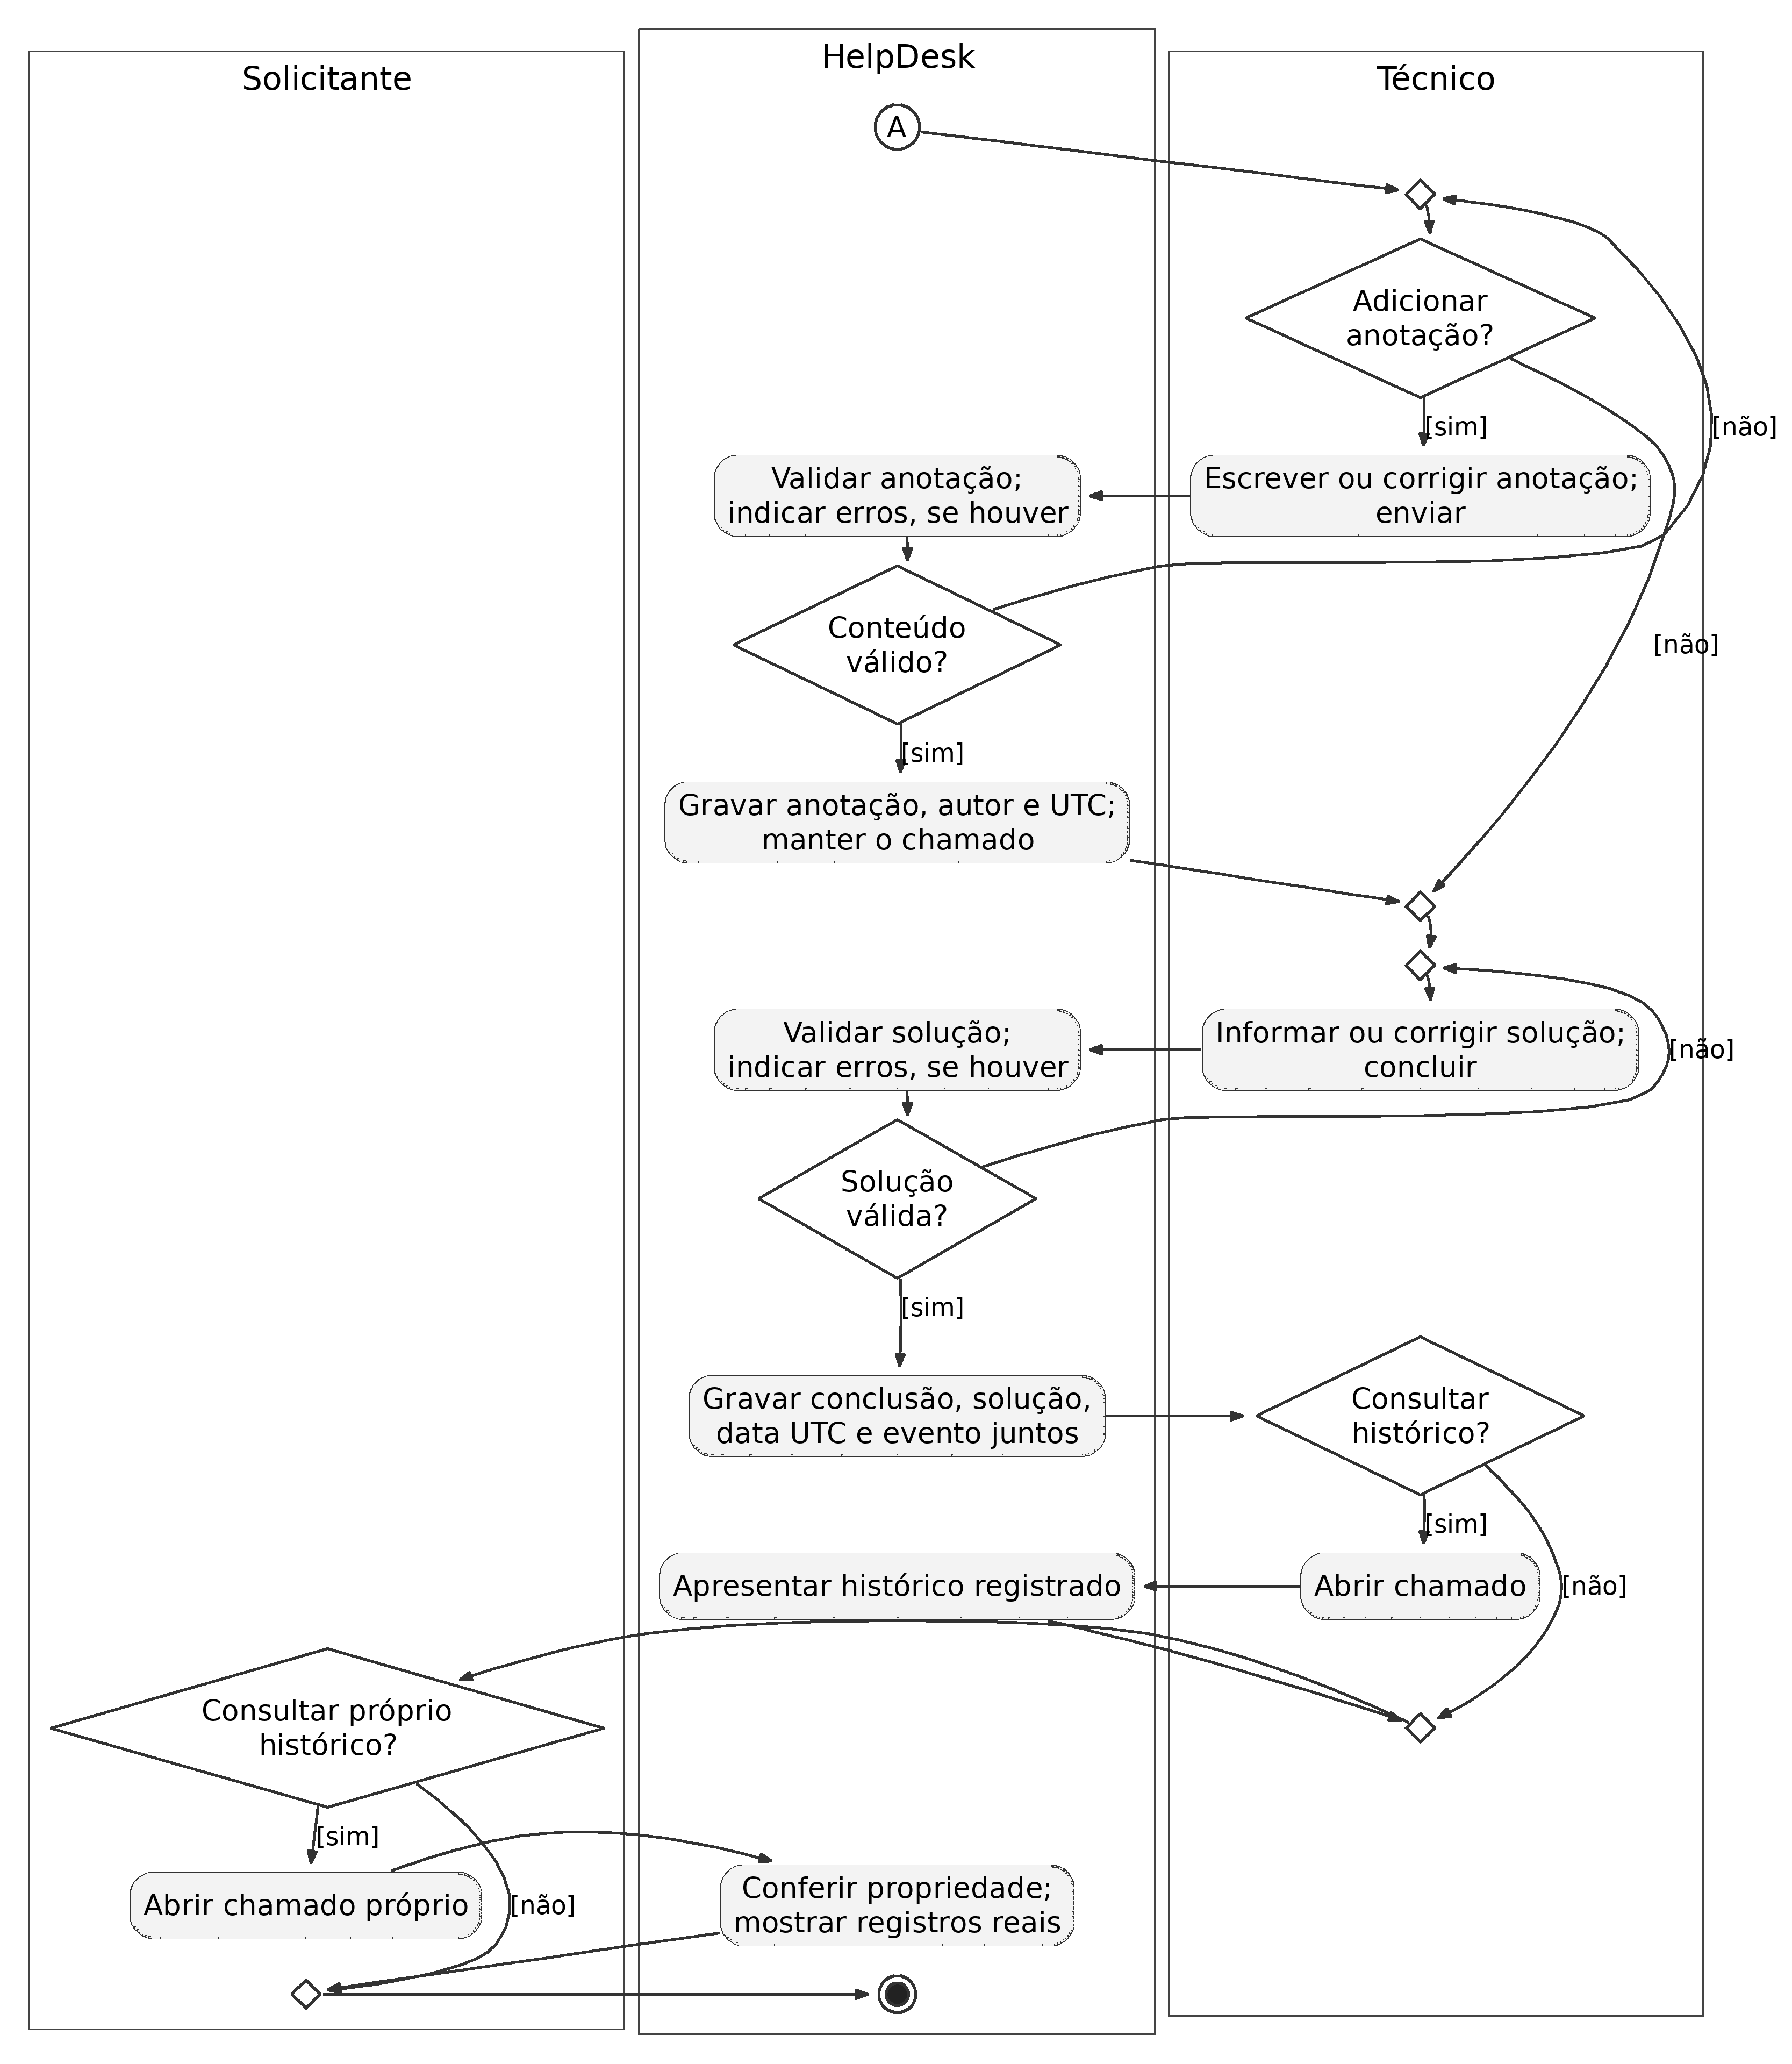 HelpDesk
Solicitante
Técnico
A
Adicionar
anotação?
[sim]
[não]
Validar anotação;
indicar erros, se houver
Escrever ou corrigir anotação;
enviar
Conteúdo
válido?
[não]
[sim]
Gravar anotação, autor e UTC;
manter o chamado
Validar solução;
indicar erros, se houver
Informar ou corrigir solução;
concluir
[não]
Solução
válida?
[sim]
Gravar conclusão, solução,
data UTC e evento juntos
Consultar
histórico?
[sim]
Apresentar histórico registrado
Abrir chamado
[não]
Consultar próprio
histórico?
[sim]
Abrir chamado próprio
[não]
Conferir propriedade;
mostrar registros reais